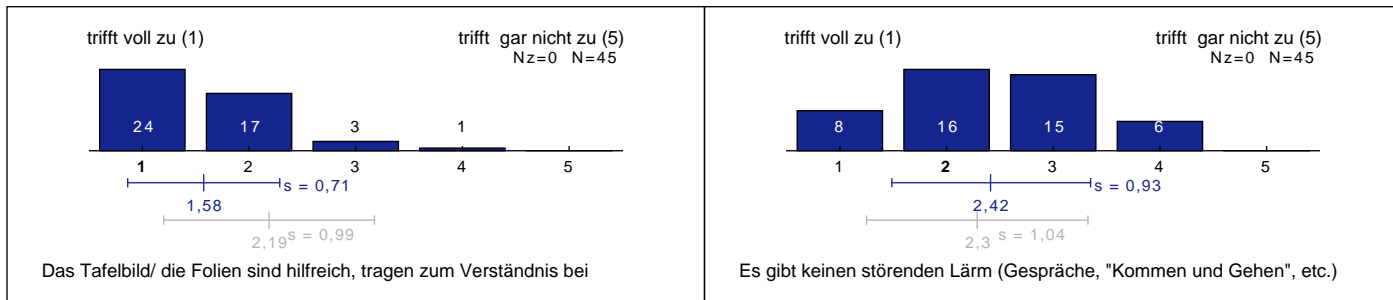 trifft voll zu (1) trifft gar nicht zu (5)
Nz=0 N=45
24 17 3 1
1 2 3 4 5
s = 0,71
1,58
s = 0,99
2,19
Das Tafelbild/ die Folien sind hilfreich, tragen zum Verständnis bei
trifft voll zu (1) trifft gar nicht zu (5)
Nz=0 N=45
8 16 15 6
1 2 3 4 5
s = 0,93
2,42
s = 1,04
2,3
Es gibt keinen störenden Lärm (Gespräche, "Kommen und Gehen", etc.)